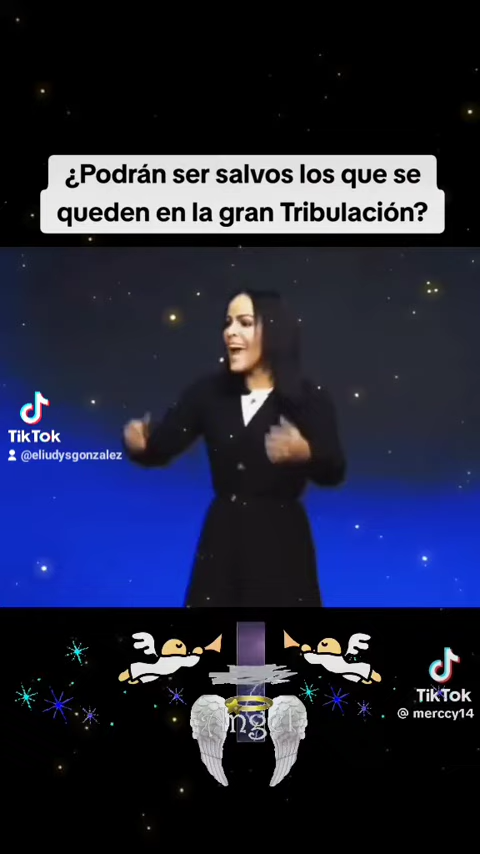 ¿Podrán ser salvos los que se
queden en la gran Tribulación?
TikTok
@eliudysgonzalez
TikTok
@ merccy14